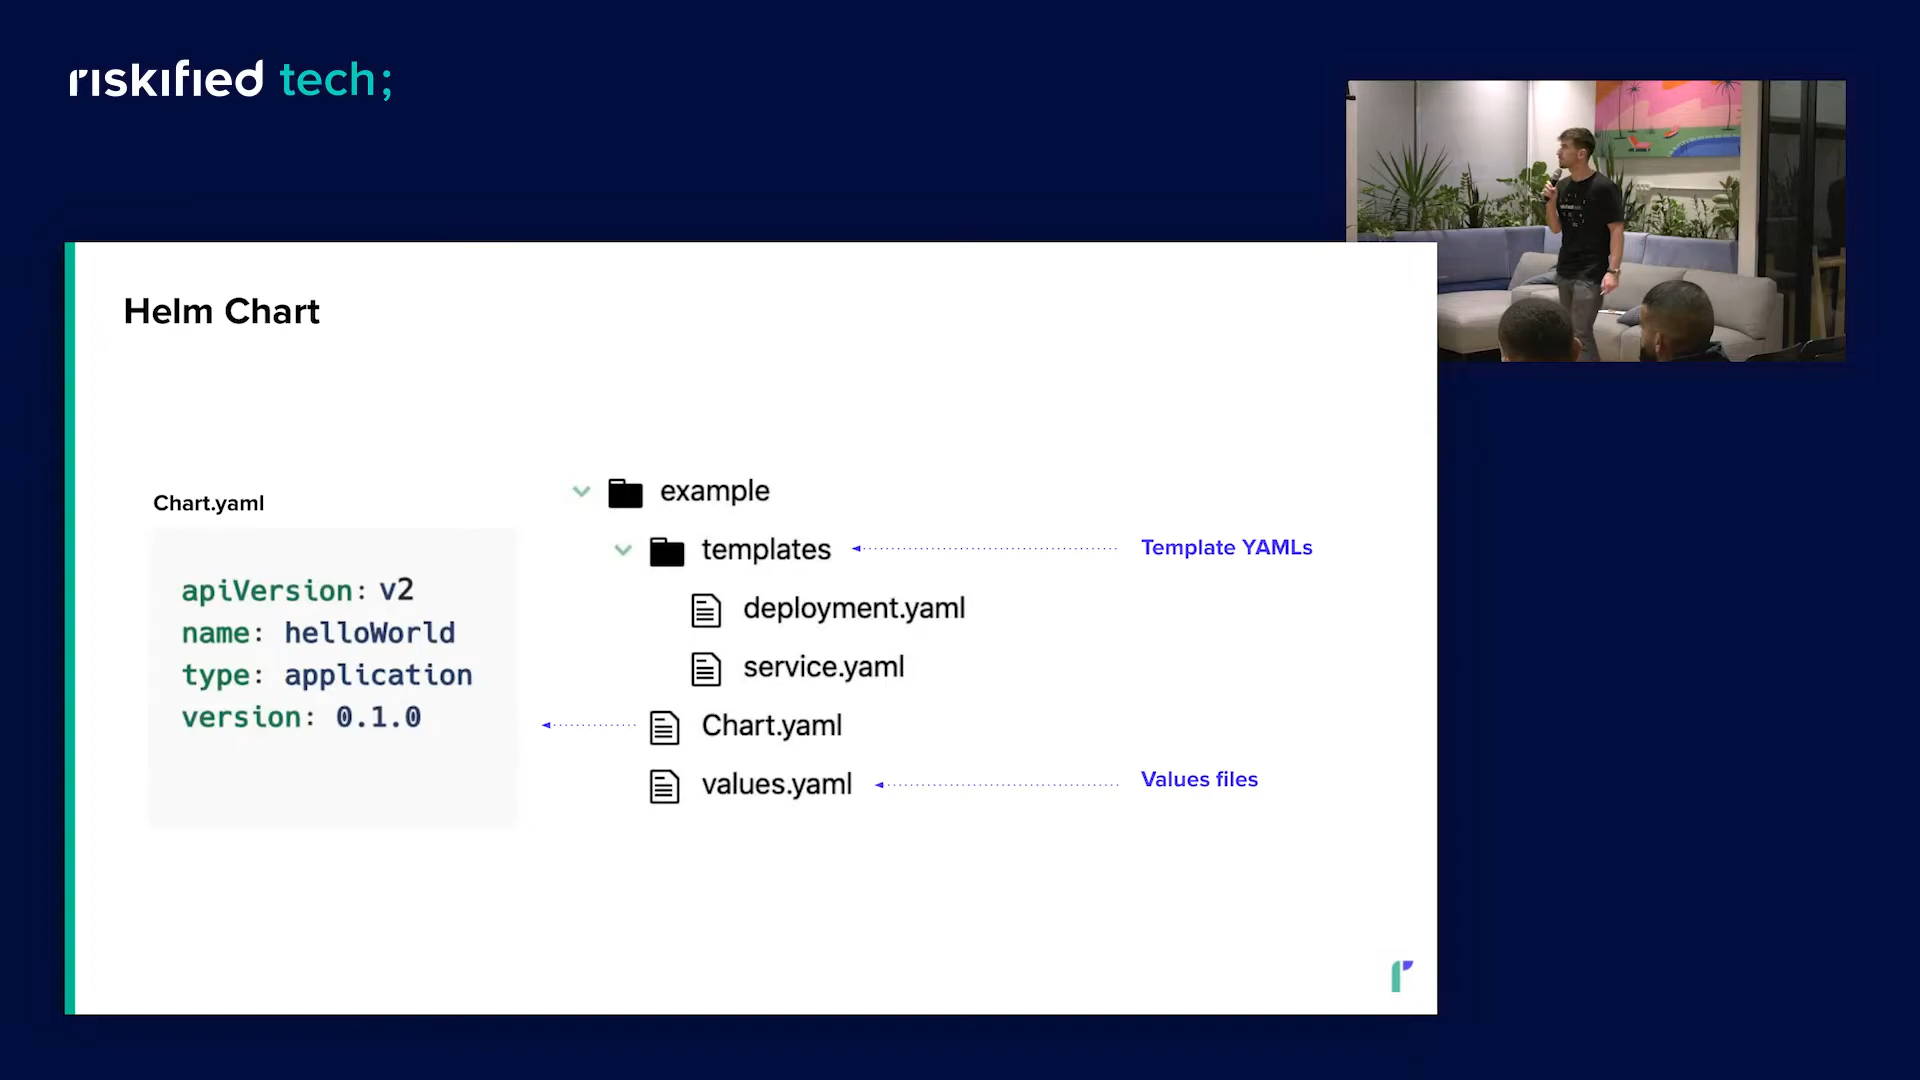 riskified tech;
Helm Chart
Chart.yaml
apiVersion: v2
name: helloWorld
type: application
version: 0.1.0
example
templates
Template YAMLs
deployment.yaml
service.yaml
Chart.yaml
values.yaml
Values files